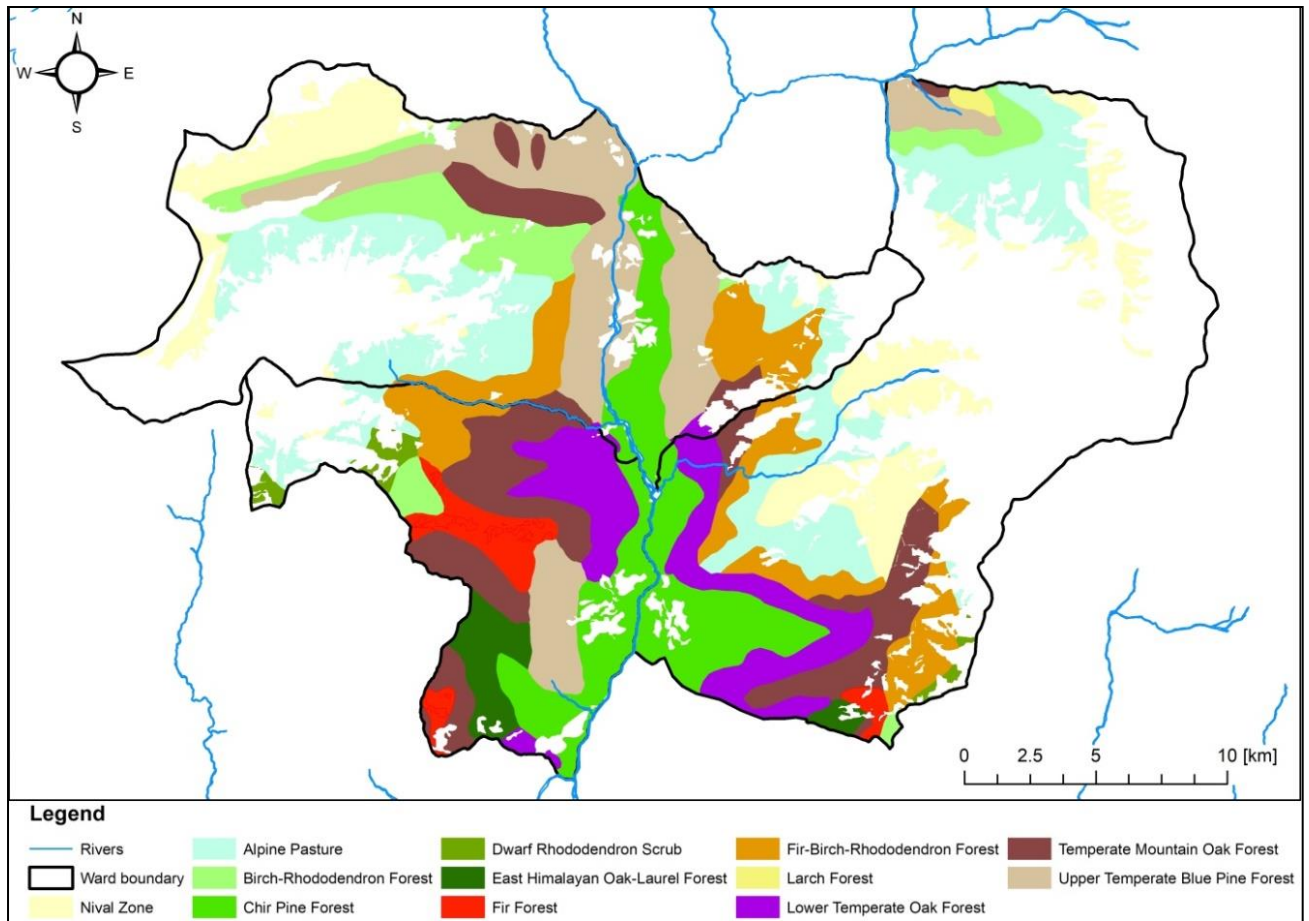 N
W E
S
0 2.5 5 10 [km]
Legend
Rivers Alpine Pasture Dwarf Rhododendron Scrub Fir-Birch-Rhododendron Forest Temperate Mountain Oak Forest
Ward boundary Birch-Rhododendron Forest East Himalayan Oak-Laurel Forest Larch Forest Upper Temperate Blue Pine Forest
Nival Zone Chir Pine Forest Fir Forest Lower Temperate Oak Forest